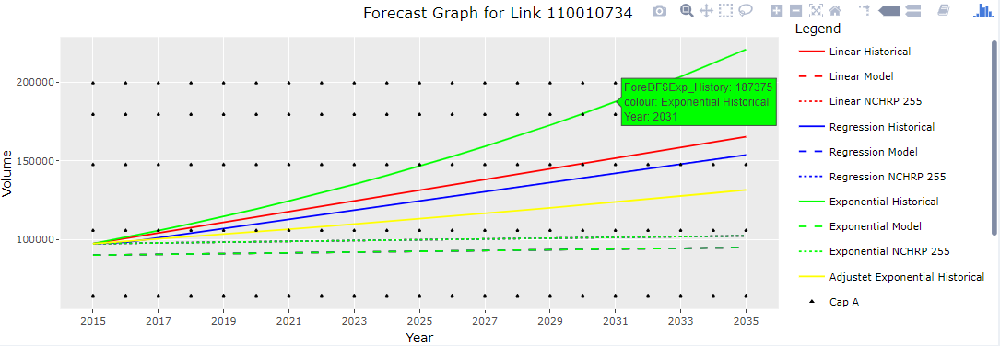 Forecast Graph for Link 110010734
Legend
Linear Historical
Linear Model
Linear NCHRP 255
Regression Historical
Regression Model
Regression NCHRP 255
Exponential Historical
Exponential Model
Exponential NCHRP 255
Adjustet Exponential Historical
Cap A
ForeDF$Exp_History: 187375
colour: Exponential Historical
Year: 2031
Volume
200000
150000
100000
2015 2017 2019 2021 2023 2025 2027 2029 2031 2033 2035
Year